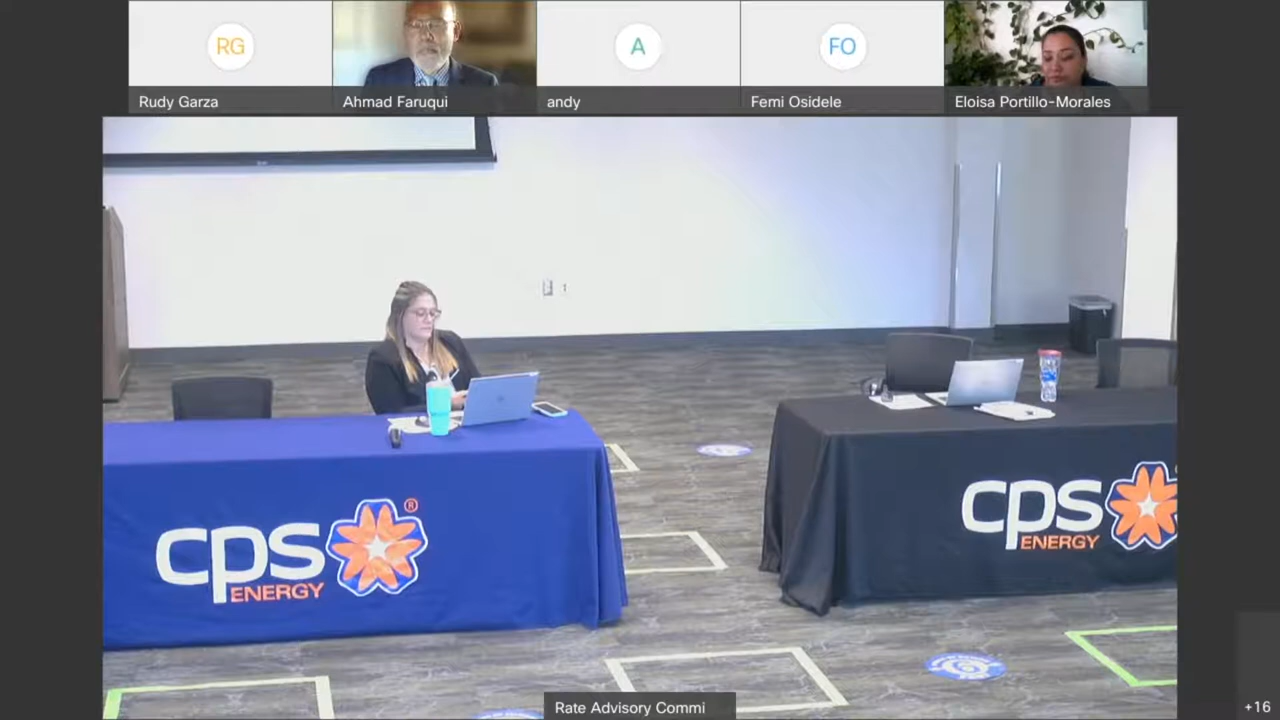 RG
A
FO
Rudy Garza
Ahmad Faruqui
andy
Femi Osidele
Eloisa Portillo-Morales
cps
ENERGY
®
cps
ENERGY
Rate Advisory Commi
+16